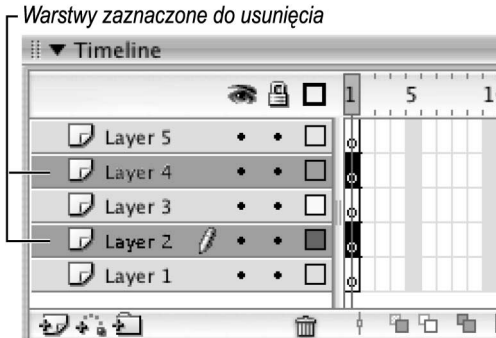 Warstwy zaznaczone do usunięcia
Timeline
1 5 1
Layer 5
Layer 4
Layer 3
Layer 2
Layer 1